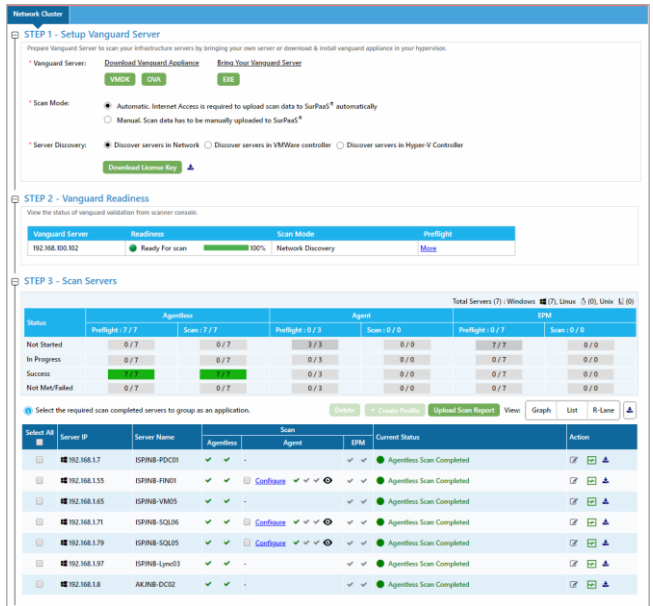 Network Cluster
STEP 1 - Setup Vanguard Server
Prepare Vanguard Server to scan your infrastructure servers by bringing your own server or download & install vanguard appliance in your hypervisor.
* Vanguard Server: Download Vanguard Appliance Bring Your Vanguard Server
VMDK OVA EXE
* Scan Mode: Automatic. Internet Access is required to upload scan data to SurPaaS® automatically
Manual. Scan data has to be manually uploaded to SurPaaS®
* Server Discovery: Discover servers in Network Discover servers in VMWare controller Discover servers in Hyper-V Controller
Download License Key
STEP 2 - Vanguard Readiness
View the status of vanguard validation from scanner console.
Vanguard Server Readiness Scan Mode Preflight
192.168.100.102 Ready For scan 100% Network Discovery More
STEP 3 - Scan Servers
Total Servers (7) : Windows (7), Linux (0), Unix (0)
Status Agentless Agent EPM
Preflight : 7 / 7 Scan : 7 / 7 Preflight : 0 / 3 Scan : 0 / 0 Preflight : 0 / 7 Scan : 0 / 0
Not Started 0 / 7 0 / 7 3 / 3 0 / 0 7 / 7 0 / 0
In Progress 0 / 7 0 / 7 0 / 3 0 / 0 0 / 7 0 / 0
Success 7 / 7 7 / 7 0 / 3 0 / 0 0 / 7 0 / 0
Not Met/Failed 0 / 7 0 / 7 0 / 3 0 / 0 0 / 7 0 / 0
Select the required scan completed servers to group as an application. Delete Create Profile Upload Scan Report View: Graph List R-Lane
Select All Server IP Server Name Scan Current Status Action
Agentless Agent EPM
192.168.1.7 ISPJNB-PDC01 - Agentless Scan Completed
192.168.1.55 ISPJNB-FIN01 Configure Agentless Scan Completed
192.168.1.65 ISPJNB-VM05 - Agentless Scan Completed
192.168.1.71 ISPJNB-SQL06 Configure Agentless Scan Completed
192.168.1.79 ISPJNB-SQL05 Configure Agentless Scan Completed
192.168.1.97 ISPJNB-Lync03 - Agentless Scan Completed
192.168.1.8 AKJNB-DC02 - Agentless Scan Completed